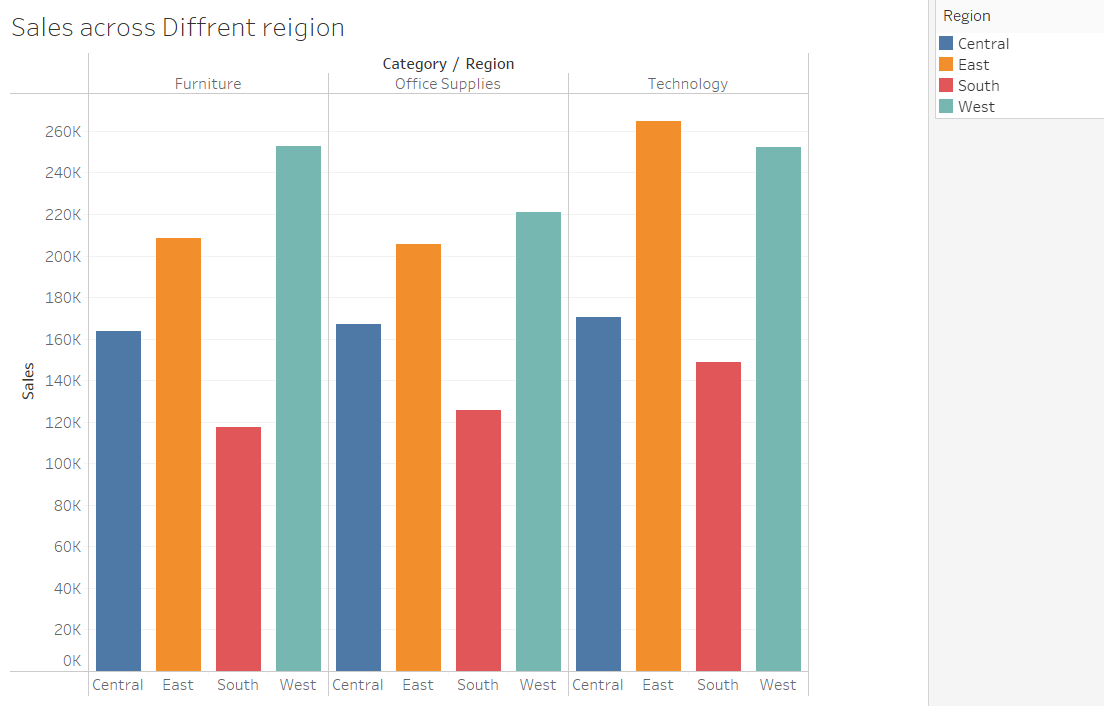 Sales across Diffrent reigion
Category / Region
Furniture Office Supplies Technology
260K
240K
220K
200K
180K
160K
140K
120K
100K
80K
60K
40K
20K
0K
Sales
Central East South West Central East South West Central East South West
Region
Central
East
South
West